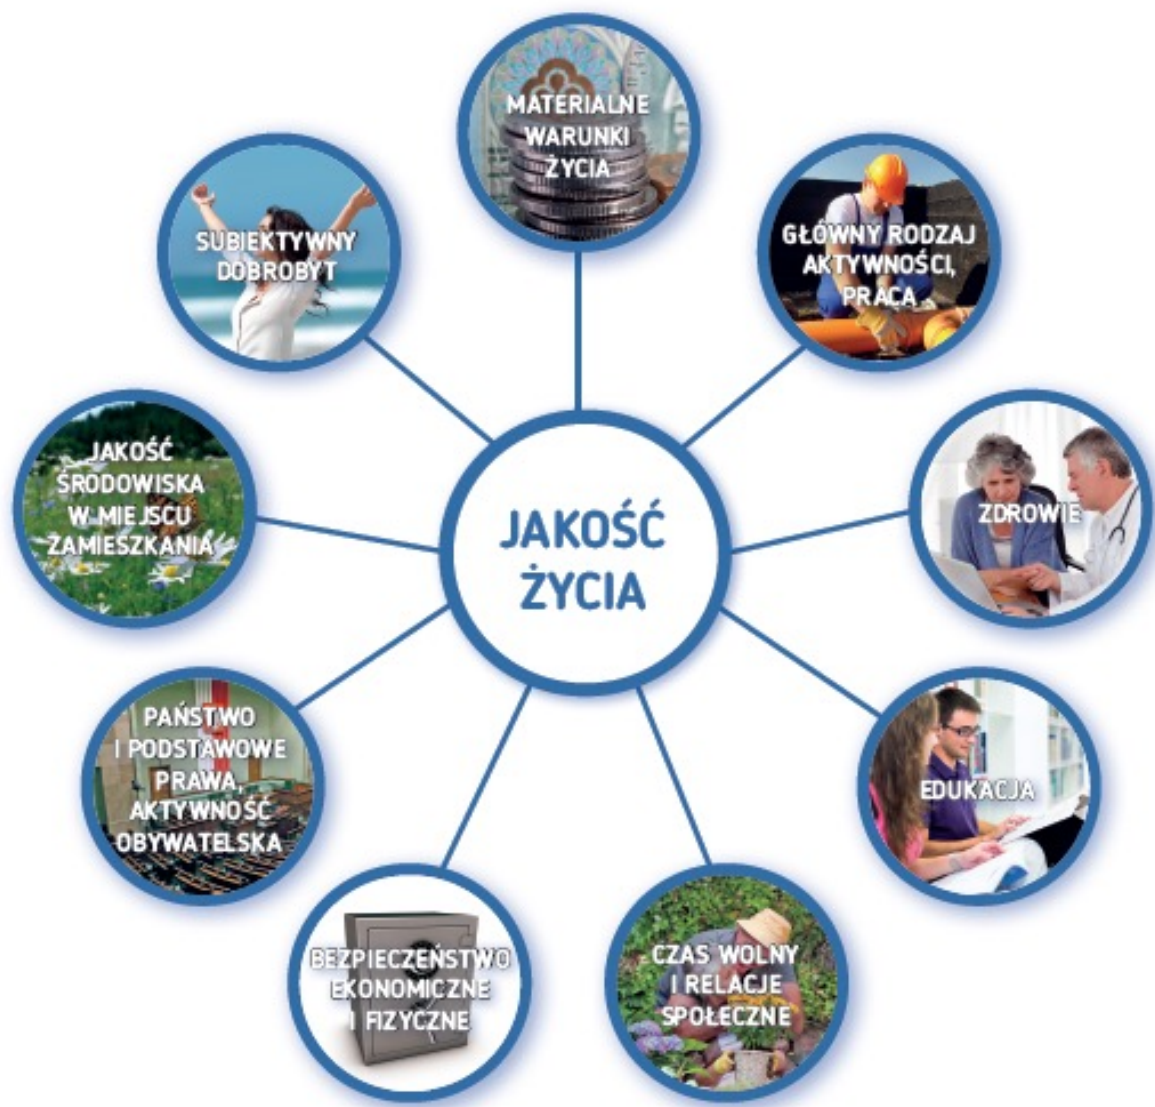 MATERIALNE
WARUNKI
ŻYCIA
GŁÓWNY RODZAJ
AKTYWNOŚCI,
PRACA
ZDROWIE
EDUKACJA
CZAS WOLNY
I RELACJE
SPOŁECZNE
BEZPIECZEŃSTWO
EKONOMICZNE
I FIZYCZNE
PAŃSTWO
I PODSTAWOWE
PRAWA,
AKTYWNOŚĆ
OBYWATELSKA
JAKOŚĆ
ŚRODOWISKA
W MIEJSCU
ZAMIESZKANIA
SUBIEKTYWNY
DOBROBYT
JAKOŚĆ
ŻYCIA